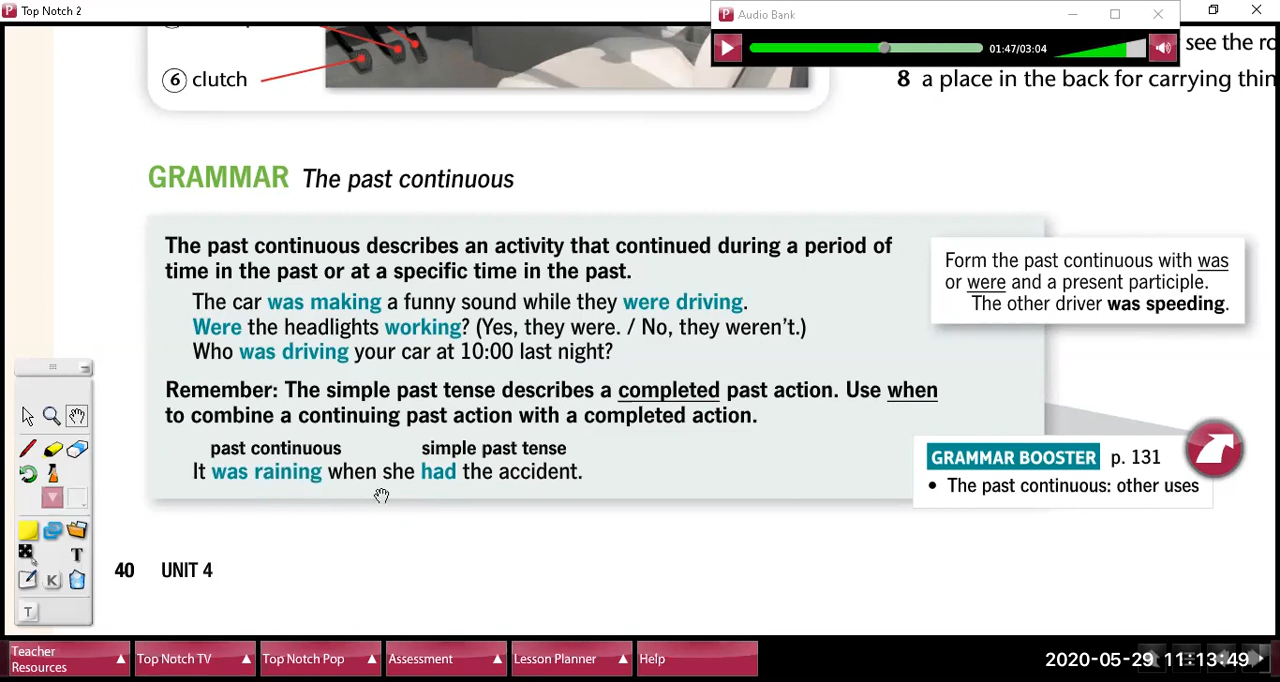 Top Notch 2
Audio Bank
01:47/03:04
see the ro
6 clutch
8 a place in the back for carrying thin
GRAMMAR The past continuous
The past continuous describes an activity that continued during a period of
time in the past or at a specific time in the past.
The car was making a funny sound while they were driving.
Were the headlights working? (Yes, they were. / No, they weren't.)
Who was driving your car at 10:00 last night?
Remember: The simple past tense describes a completed past action. Use when
to combine a continuing past action with a completed action.
past continuous simple past tense
It was raining when she had the accident.
Form the past continuous with was
or were and a present participle.
The other driver was speeding.
GRAMMAR BOOSTER p. 131
• The past continuous: other uses
40 UNIT 4
T
K
T
Teacher
Resources
Top Notch TV
Top Notch Pop
Assessment
Lesson Planner
Help
2020-05-29 11:13:49